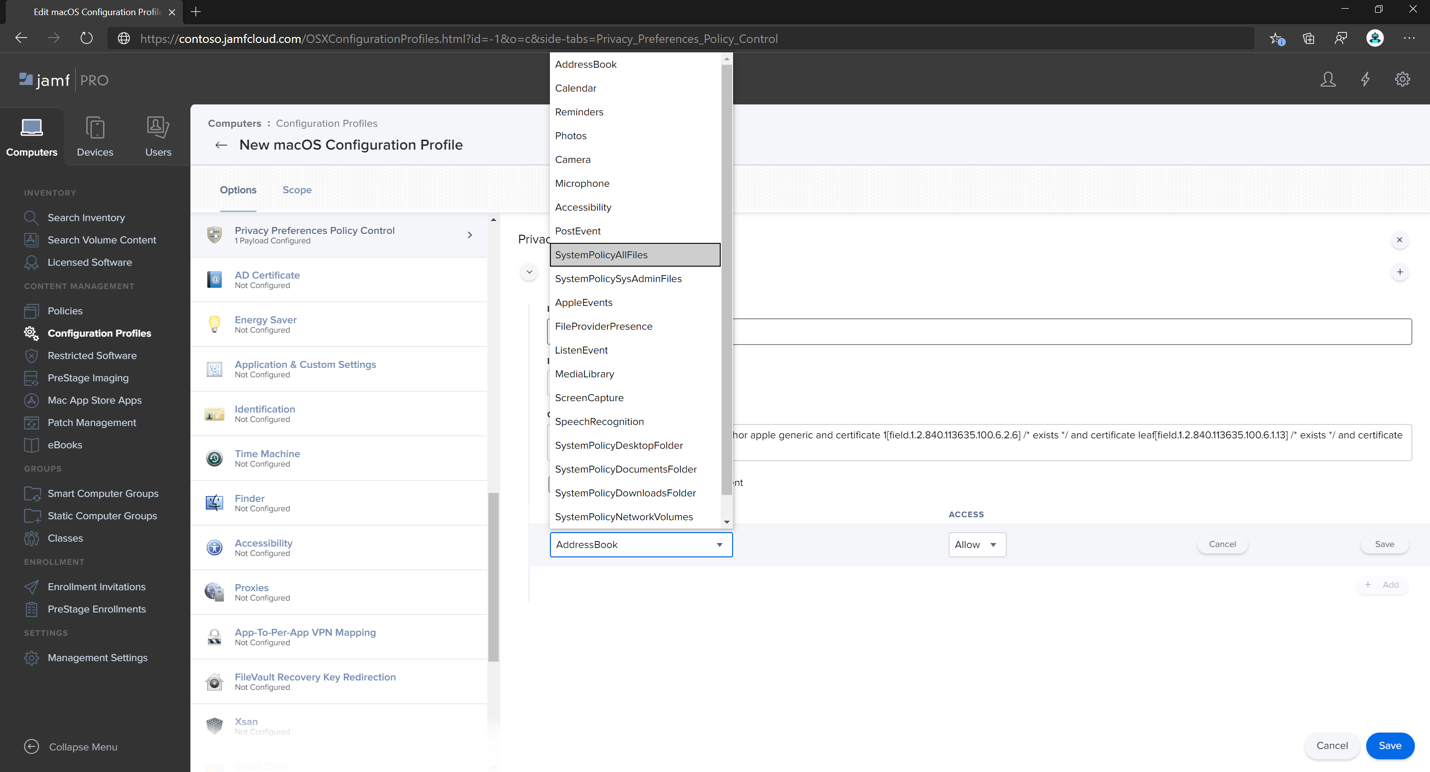 Edit macOS Configuration Profil
https://contoso.jamfcloud.com/OSXConfigurationProfiles.html?id=-1&o=c&side-tabs=Privacy_Preferences_Policy_Control
jamf PRO
Computers
Devices
Users
INVENTORY
Search Inventory
Search Volume Content
Licensed Software
CONTENT MANAGEMENT
Policies
Configuration Profiles
Restricted Software
PreStage Imaging
Mac App Store Apps
Patch Management
eBooks
GROUPS
Smart Computer Groups
Static Computer Groups
Classes
ENROLLMENT
Enrollment Invitations
PreStage Enrollments
SETTINGS
Management Settings
Collapse Menu
Computers : Configuration Profiles
New macOS Configuration Profile
Options
Scope
Privacy Preferences Policy Control
1 Payload Configured
AD Certificate
Not Configured
Energy Saver
Not Configured
Application & Custom Settings
Not Configured
Identification
Not Configured
Time Machine
Not Configured
Finder
Not Configured
Accessibility
Not Configured
Proxies
Not Configured
App-To-Per-App VPN Mapping
Not Configured
FileVault Recovery Key Redirection
Not Configured
Xsan
Not Configured
Privac
AddressBook
Calendar
Reminders
Photos
Camera
Microphone
Accessibility
PostEvent
SystemPolicyAllFiles
SystemPolicySysAdminFiles
AppleEvents
FileProviderPresence
ListenEvent
MediaLibrary
ScreenCapture
SpeechRecognition
SystemPolicyDesktopFolder
SystemPolicyDocumentsFolder
SystemPolicyDownloadsFolder
SystemPolicyNetworkVolumes
hor apple generic and certificate 1[field.1.2.840.113635.100.6.2.6] /* exists */ and certificate leaf[field.1.2.840.113635.100.6.1.13] /* exists */ and certificate
nt
ACCESS
AddressBook
Allow
Cancel
Save
+ Add
Cancel
Save